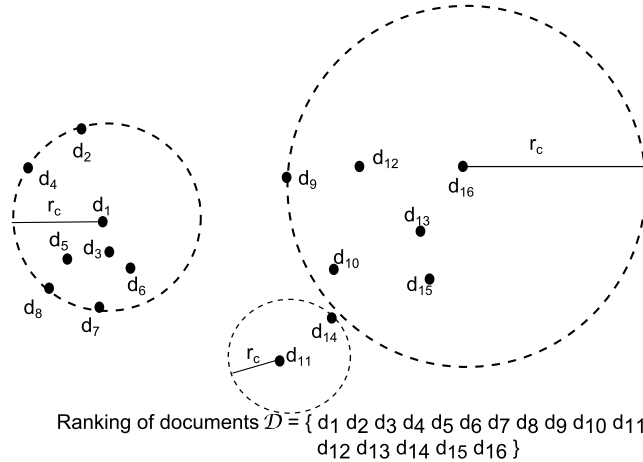 d2
d4
d1
rc
d5
d3
d6
d8
d7
d9
d12
d16
rc
d13
d10
d15
d14
rc
d11
Ranking of documents 𝒟 = { d1 d2 d3 d4 d5 d6 d7 d8 d9 d10 d11
d12 d13 d14 d15 d16 }